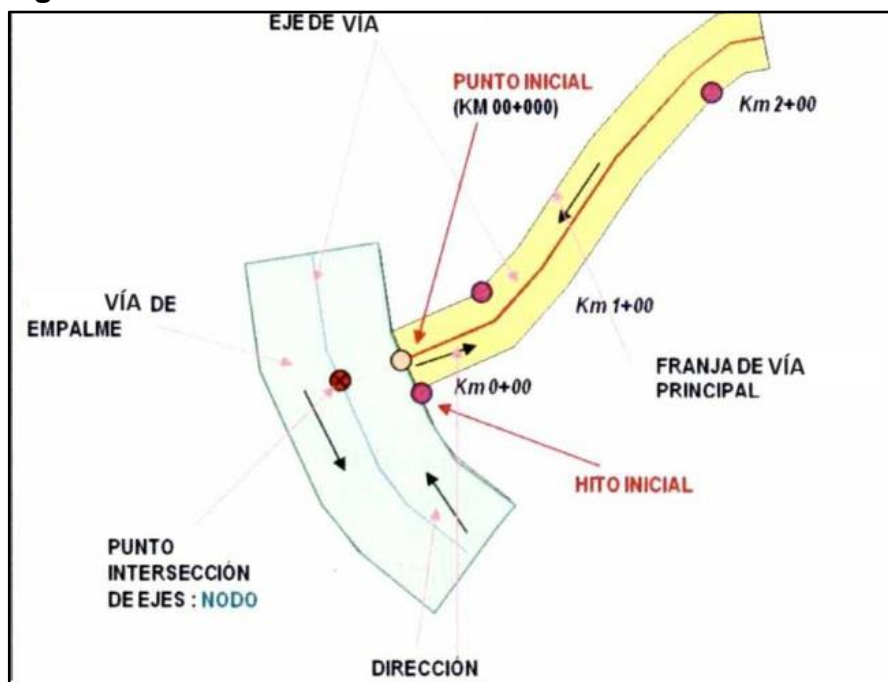 EJE DE VÍA
PUNTO INICIAL
(KM 00+000)
Km 2+00
VÍA DE
EMPALME
Km 1+00
FRANJA DE VÍA
PRINCIPAL
Km 0+00
HITO INICIAL
PUNTO
INTERSECCIÓN
DE EJES : NODO
DIRECCIÓN